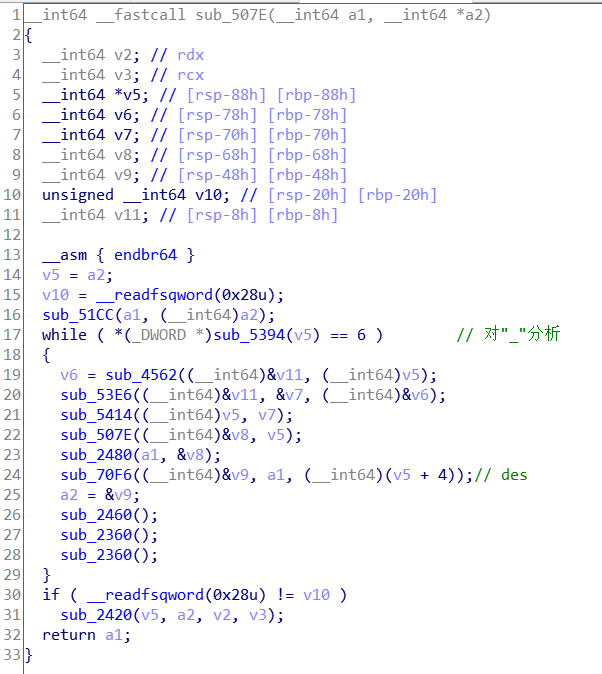 1 __int64 __fastcall sub_507E(__int64 a1, __int64 *a2)
2 {
3 __int64 v2; // rdx
4 __int64 v3; // rcx
5 __int64 *v5; // [rsp-88h] [rbp-88h]
6 __int64 v6; // [rsp-78h] [rbp-78h]
7 __int64 v7; // [rsp-70h] [rbp-70h]
8 __int64 v8; // [rsp-68h] [rbp-68h]
9 __int64 v9; // [rsp-48h] [rbp-48h]
10 unsigned __int64 v10; // [rsp-20h] [rbp-20h]
11 __int64 v11; // [rsp-8h] [rbp-8h]
12
13 __asm { endbr64 }
14 v5 = a2;
15 v10 = __readfsqword(0x28u);
16 sub_51CC(a1, (__int64)a2);
17 while ( *(_DWORD *)sub_5394(v5) == 6 ) // 对"_"分析
18 {
19 v6 = sub_4562((__int64)&v11, (__int64)v5);
20 sub_53E6((__int64)&v11, &v7, (__int64)&v6);
21 sub_5414((__int64)v5, v7);
22 sub_507E((__int64)&v8, v5);
23 sub_2480(a1, &v8);
24 sub_70F6((__int64)&v9, a1, (__int64)(v5 + 4));// des
25 a2 = &v9;
26 sub_2460();
27 sub_2360();
28 sub_2360();
29 }
30 if ( __readfsqword(0x28u) != v10 )
31 sub_2420(v5, a2, v2, v3);
32 return a1;
33 }